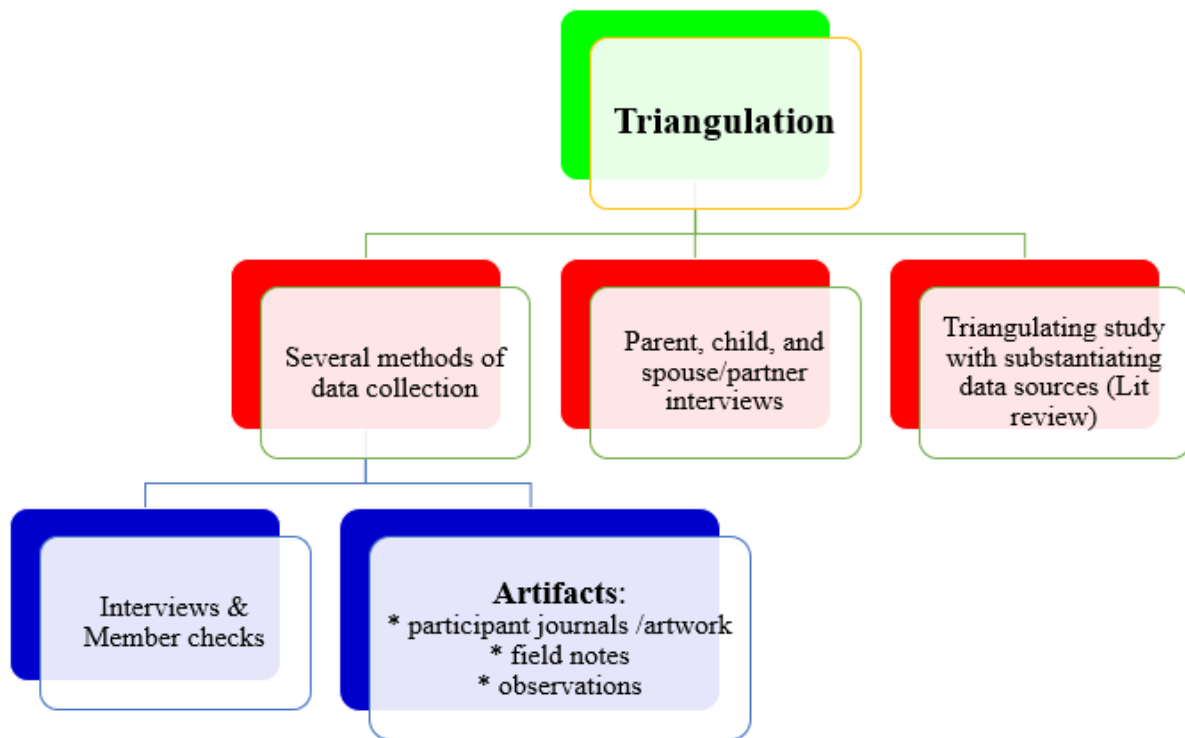 Triangulation
Several methods of
data collection
Parent, child, and
spouse/partner
interviews
Triangulating study
with substantiating
data sources (Lit
review)
Interviews &
Member checks
Artifacts:
* participant journals /artwork
* field notes
* observations